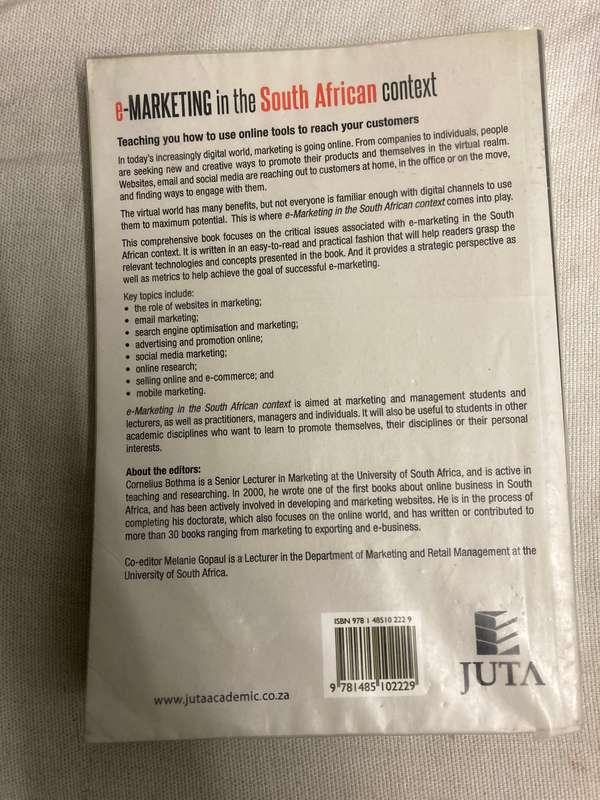 e-MARKETING in the South African context
Teaching you how to use online tools to reach your customers
In today's increasingly digital world, marketing is going online. From companies to individuals, people
are seeking new and creative ways to promote their products and themselves in the virtual realm.
Websites, email and social media are reaching out to customers at home, in the office or on the move,
and finding ways to engage with them.
The virtual world has many benefits, but not everyone is familiar enough with digital channels to use
them to maximum potential. This is where e-Marketing in the South African context comes into play.
This comprehensive book focuses on the critical issues associated with e-marketing in the South
African context. It is written in an easy-to-read and practical fashion that will help readers grasp the
relevant technologies and concepts presented in the book. And it provides a strategic perspective as
well as metrics to help achieve the goal of successful e-marketing.
Key topics include:
• the role of websites in marketing;
• email marketing;
• search engine optimisation and marketing;
• advertising and promotion online;
• social media marketing;
• online research;
• selling online and e-commerce; and
• mobile marketing.
e-Marketing in the South African context is aimed at marketing and management students and
lecturers, as well as practitioners, managers and individuals. It will also be useful to students in other
academic disciplines who want to learn to promote themselves, their disciplines or their personal
interests.
About the editors:
Cornelius Bothma is a Senior Lecturer in Marketing at the University of South Africa, and is active in
teaching and researching. In 2000, he wrote one of the first books about online business in South
Africa, and has been actively involved in developing and marketing websites. He is in the process of
completing his doctorate, which also focuses on the online world, and has written or contributed to
more than 30 books ranging from marketing to exporting and e-business.
Co-editor Melanie Gopaul is a Lecturer in the Department of Marketing and Retail Management at the
University of South Africa.
ISBN 978 1 48510 222 9
9 781485 102229
JUTA
www.jutaacademic.co.za